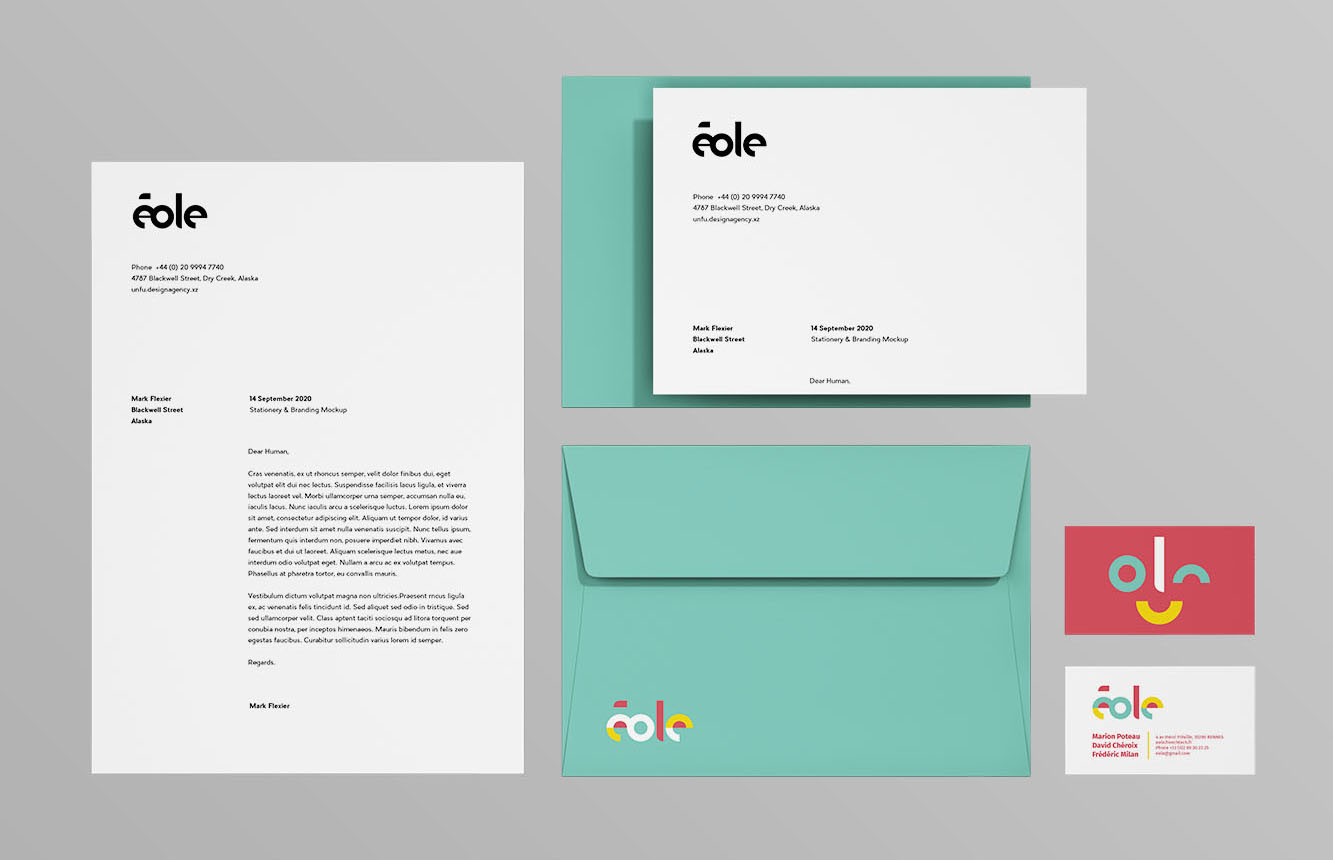 éole
Phone +44 (0) 20 9994 7740
4787 Blackwell Street, Dry Creek, Alaska
unfu.designagency.xz
Mark Flexier
Blackwell Street
Alaska
14 September 2020
Stationery & Branding Mockup
Dear Human,
Cras venenatis, ex ut rhoncus semper, velit dolor finibus dui, eget
volutpat elit dui nec lectus. Suspendisse facilisis lacus ligula, et viverra
lectus laoreet vel. Morbi ullamcorper urna semper, accumsan nulla eu,
iaculis lacus. Nunc iaculis arcu a scelerisque luctus. Lorem ipsum dolor
sit amet, consectetur adipiscing elit. Aliquam ut tempor dolor, id varius
ante. Sed interdum sit amet nulla venenatis suscipit. Nunc tellus ipsum,
fermentum quis interdum non, posuere imperdiet nibh. Vivamus avec
faucibus et dui ut laoreet. Aliquam scelerisque lectus metus, nec aue
interdum odio volutpat eget. Nullam a arcu ac ex volutpat tempus.
Phasellus at pharetra tortor, eu convallis mauris.
Vestibulum dictum volutpat magna non ultricies.Praesent rncus ligula
ex, ac venenatis felis tincidunt id. Sed aliquet sed odio in tristique. Sed
sed ullamcorper velit. Class aptent taciti sociosqu ad litora torquent per
conubia nostra, per inceptos himenaeos. Mauris bibendum in felis zero
egestas faucibus. Curabitur sollicitudin varius lorem id semper.
Regards.
Mark Flexier
éole
Phone +44 (0) 20 9994 7740
4787 Blackwell Street, Dry Creek, Alaska
unfu.designagency.xz
Mark Flexier
Blackwell Street
Alaska
14 September 2020
Stationery & Branding Mockup
Dear Human,
éole
éole
Marion Poteau
David Chéroix
Frédéric Milan